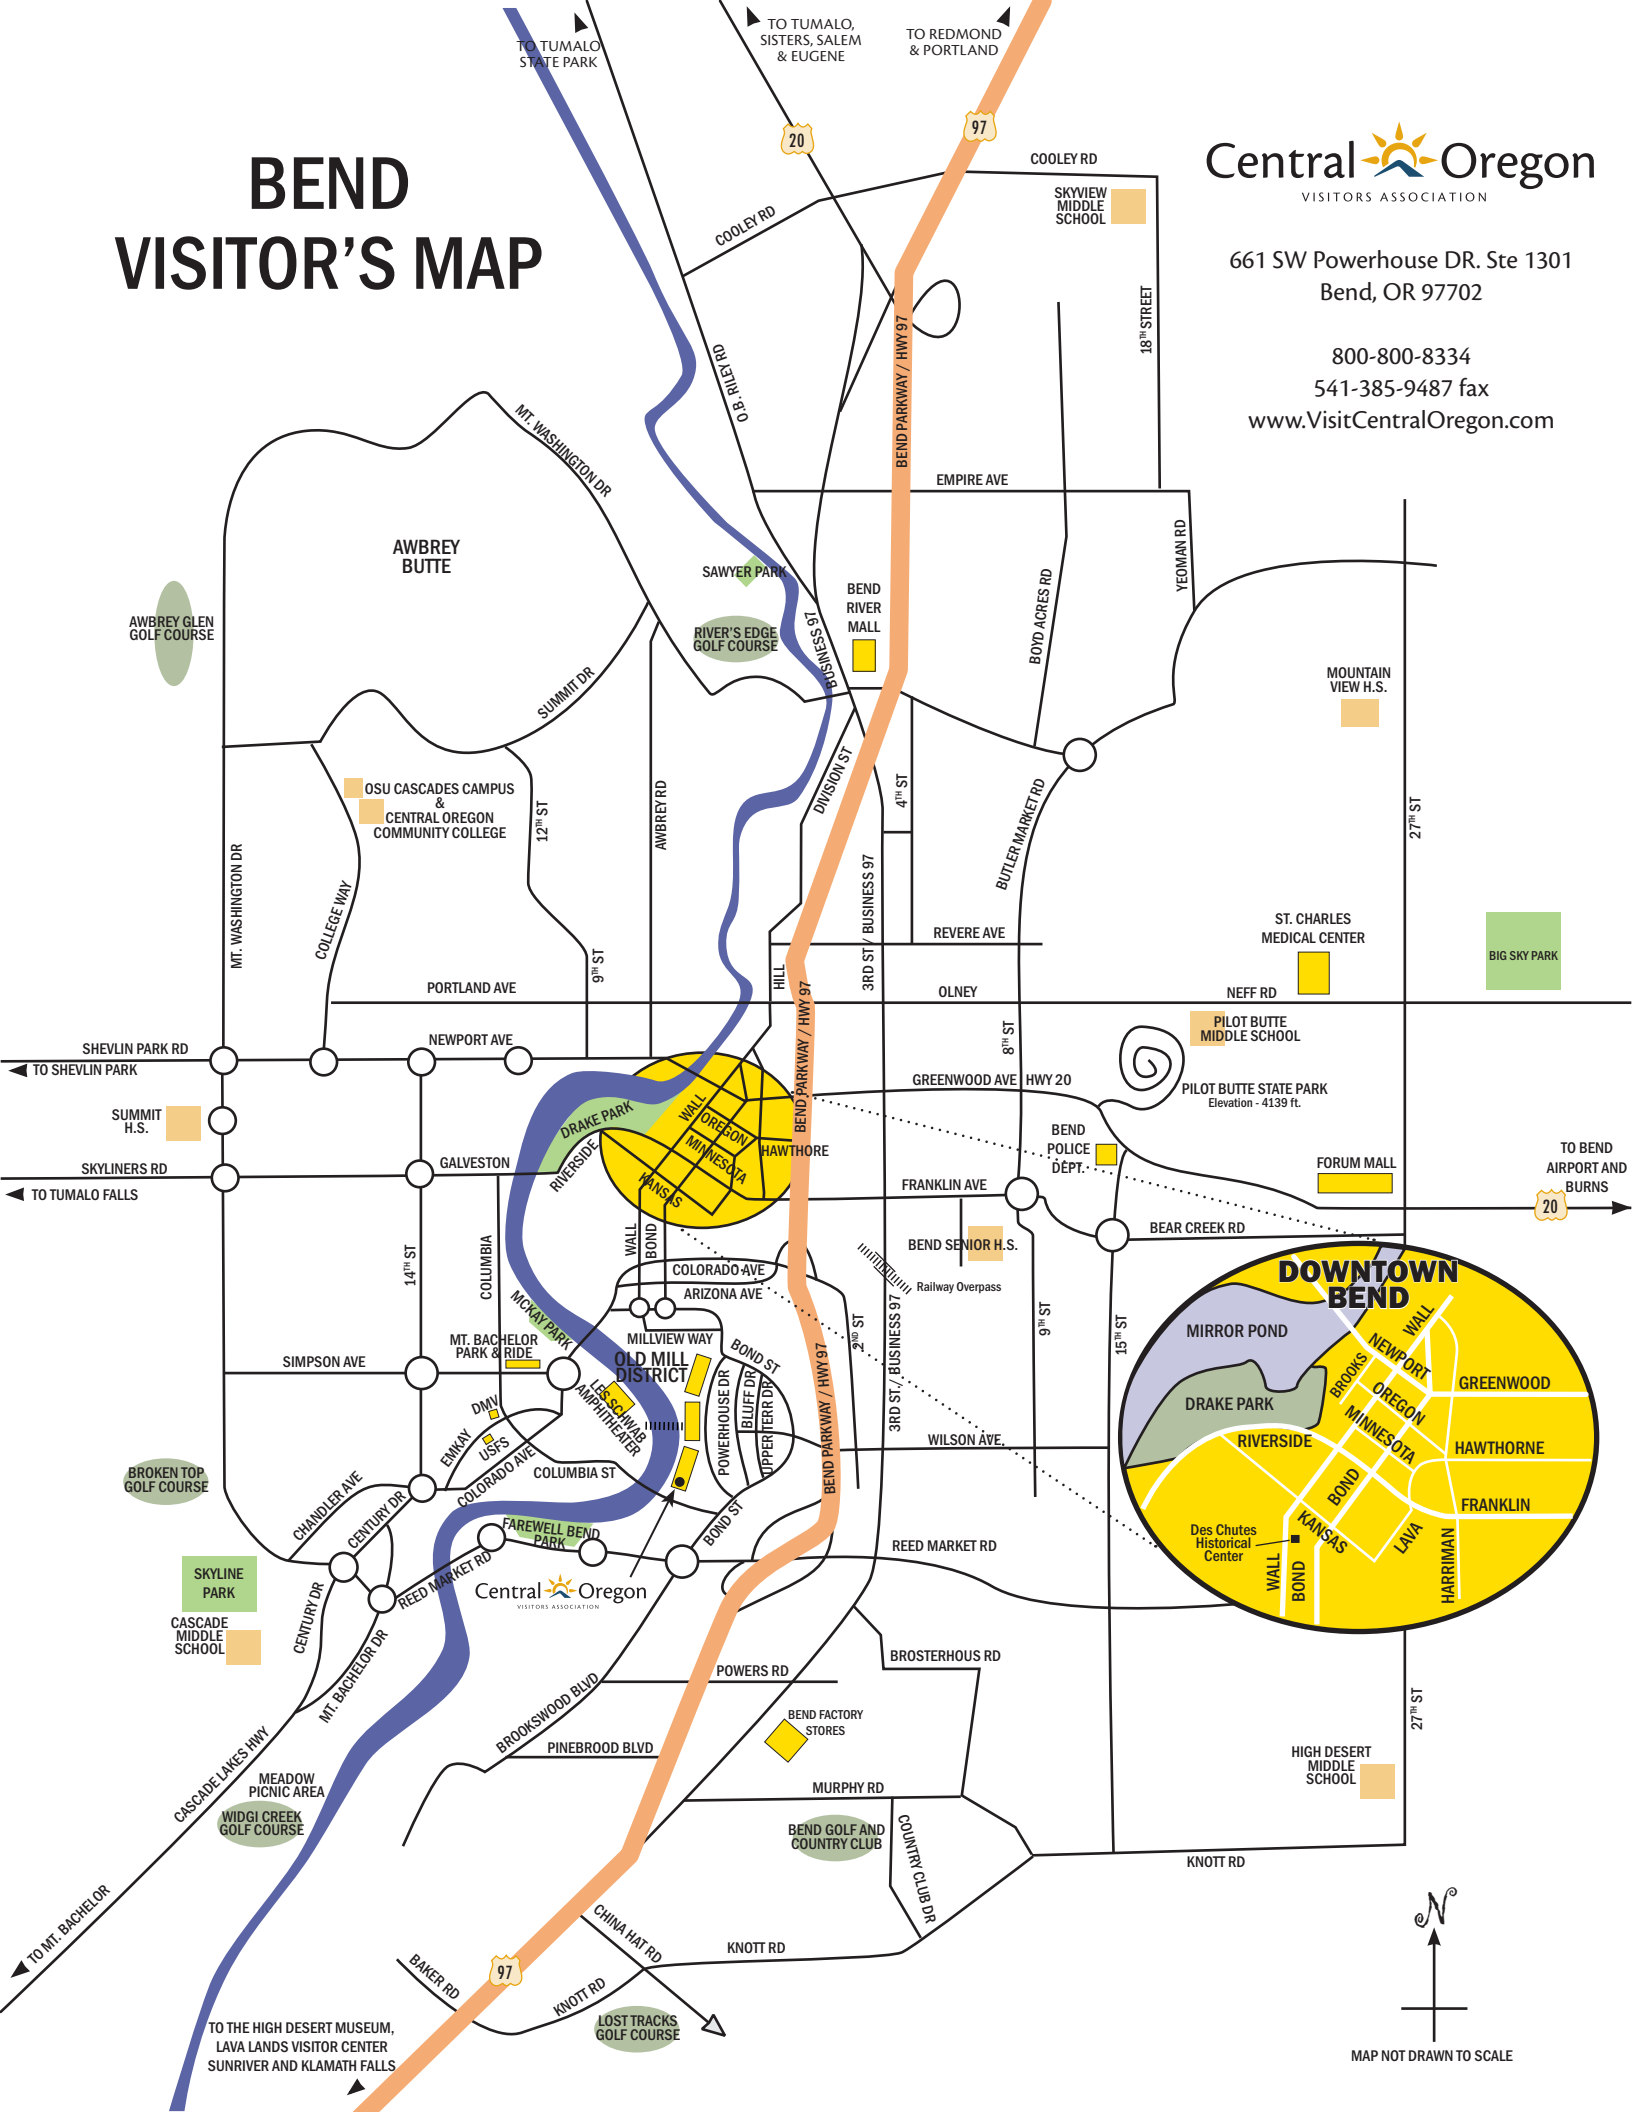 TO TUMALO
STATE PARK
TO TUMALO,
SISTERS, SALEM
& EUGENE
TO REDMOND
& PORTLAND
20
97
BEND
VISITOR'S MAP
Central Oregon
VISITORS ASSOCIATION
661 SW Powerhouse DR. Ste 1301
Bend, OR 97702
800-800-8334
541-385-9487 fax
www.VisitCentralOregon.com
COOLEY RD
COOLEY RD
SKYVIEW
MIDDLE
SCHOOL
18TH STREET
O.B. RILEY RD
BEND PARKWAY / HWY 97
MT. WASHINGTON DR
EMPIRE AVE
AWBREY
BUTTE
YEOMAN RD
SAWYER PARK
BEND
RIVER
MALL
BUSINESS 97
BOYD ACRES RD
AWBREY GLEN
GOLF COURSE
RIVER'S EDGE
GOLF COURSE
SUMMIT DR
MOUNTAIN
VIEW H.S.
DIVISION ST
4TH ST
BUTLER MARKET RD
27TH ST
OSU CASCADES CAMPUS
&
CENTRAL OREGON
COMMUNITY COLLEGE
12TH ST
AWBREY RD
MT. WASHINGTON DR
COLLEGE WAY
9TH ST
3RD ST / BUSINESS 97
REVERE AVE
ST. CHARLES
MEDICAL CENTER
BIG SKY PARK
HILL
PORTLAND AVE
OLNEY
NEFF RD
BEND PARKWAY / HWY 97
8TH ST
PILOT BUTTE
MIDDLE SCHOOL
SHEVLIN PARK RD
TO SHEVLIN PARK
NEWPORT AVE
GREENWOOD AVE HWY 20
PILOT BUTTE STATE PARK
Elevation - 4139 ft.
SUMMIT
H.S.
DRAKE PARK
WALL
OREGON
MINNESOTA
KANSAS
HAWTHORE
RIVERSIDE
BEND
POLICE
DEPT.
FORUM MALL
TO BEND
AIRPORT AND
BURNS
20
SKYLINERS RD
TO TUMALO FALLS
GALVESTON
FRANKLIN AVE
BEAR CREEK RD
14TH ST
COLUMBIA
WALL
BOND
BEND SENIOR H.S.
Railway Overpass
COLORADO AVE
ARIZONA AVE
MCKAY PARK
MILLVIEW WAY
2ND ST
3RD ST. / BUSINESS 97
9TH ST
15TH ST
DOWNTOWN
BEND
MIRROR POND
WALL
NEWPORT
BROOKS
OREGON
MINNESOTA
GREENWOOD
DRAKE PARK
RIVERSIDE
HAWTHORNE
BOND
FRANKLIN
KANSAS
LAVA
HARRIMAN
Des Chutes
Historical
Center
WALL
BOND
SIMPSON AVE
MT. BACHELOR
PARK & RIDE
OLD MILL
DISTRICT
BOND ST
LES SCHWAB
AMPHITHEATER
POWERHOUSE DR
BLUFF DR
UPPER TERR DR
BEND PARKWAY / HWY 97
DMV
USFS
EMKAY
COLORADO AVE
COLUMBIA ST
WILSON AVE
BROKEN TOP
GOLF COURSE
CHANDLER AVE
CENTURY DR
FAREWELL BEND
PARK
BOND ST
REED MARKET RD
REED MARKET RD
Central Oregon
VISITORS ASSOCIATION
SKYLINE
PARK
CASCADE
MIDDLE
SCHOOL
CENTURY DR
MT. BACHELOR DR
BROSTERHOUS RD
POWERS RD
BROOKSWOOD BLVD
BEND FACTORY
STORES
27TH ST
PINEBROOD BLVD
HIGH DESERT
MIDDLE
SCHOOL
CASCADE LAKES HWY
MEADOW
PICNIC AREA
WIDGI CREEK
GOLF COURSE
MURPHY RD
BEND GOLF AND
COUNTRY CLUB
COUNTRY CLUB DR
KNOTT RD
TO MT. BACHELOR
CHINA HAT RD
KNOTT RD
97
BAKER RD
KNOTT RD
LOST TRACKS
GOLF COURSE
TO THE HIGH DESERT MUSEUM,
LAVA LANDS VISITOR CENTER
SUNRIVER AND KLAMATH FALLS
N
MAP NOT DRAWN TO SCALE